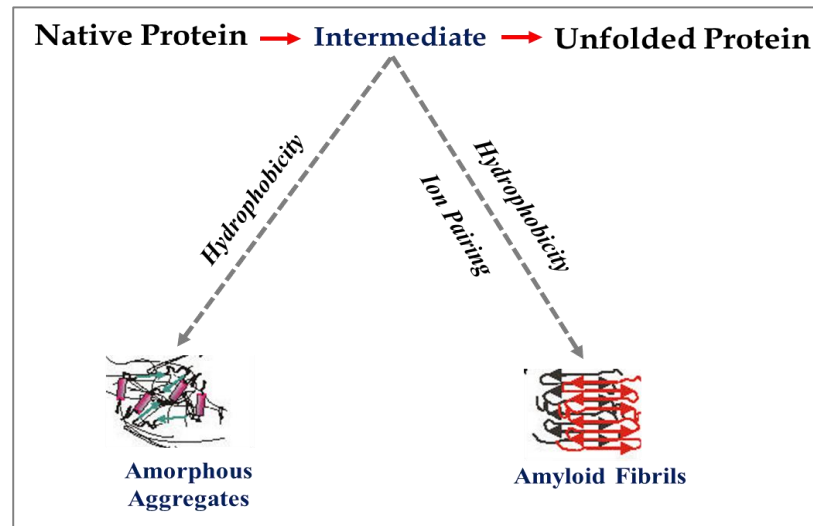 Native Protein Intermediate Unfolded Protein
Hydrophobicity
Ion Pairing
Hydrophobicity
Amorphous
Aggregates
Amyloid Fibrils